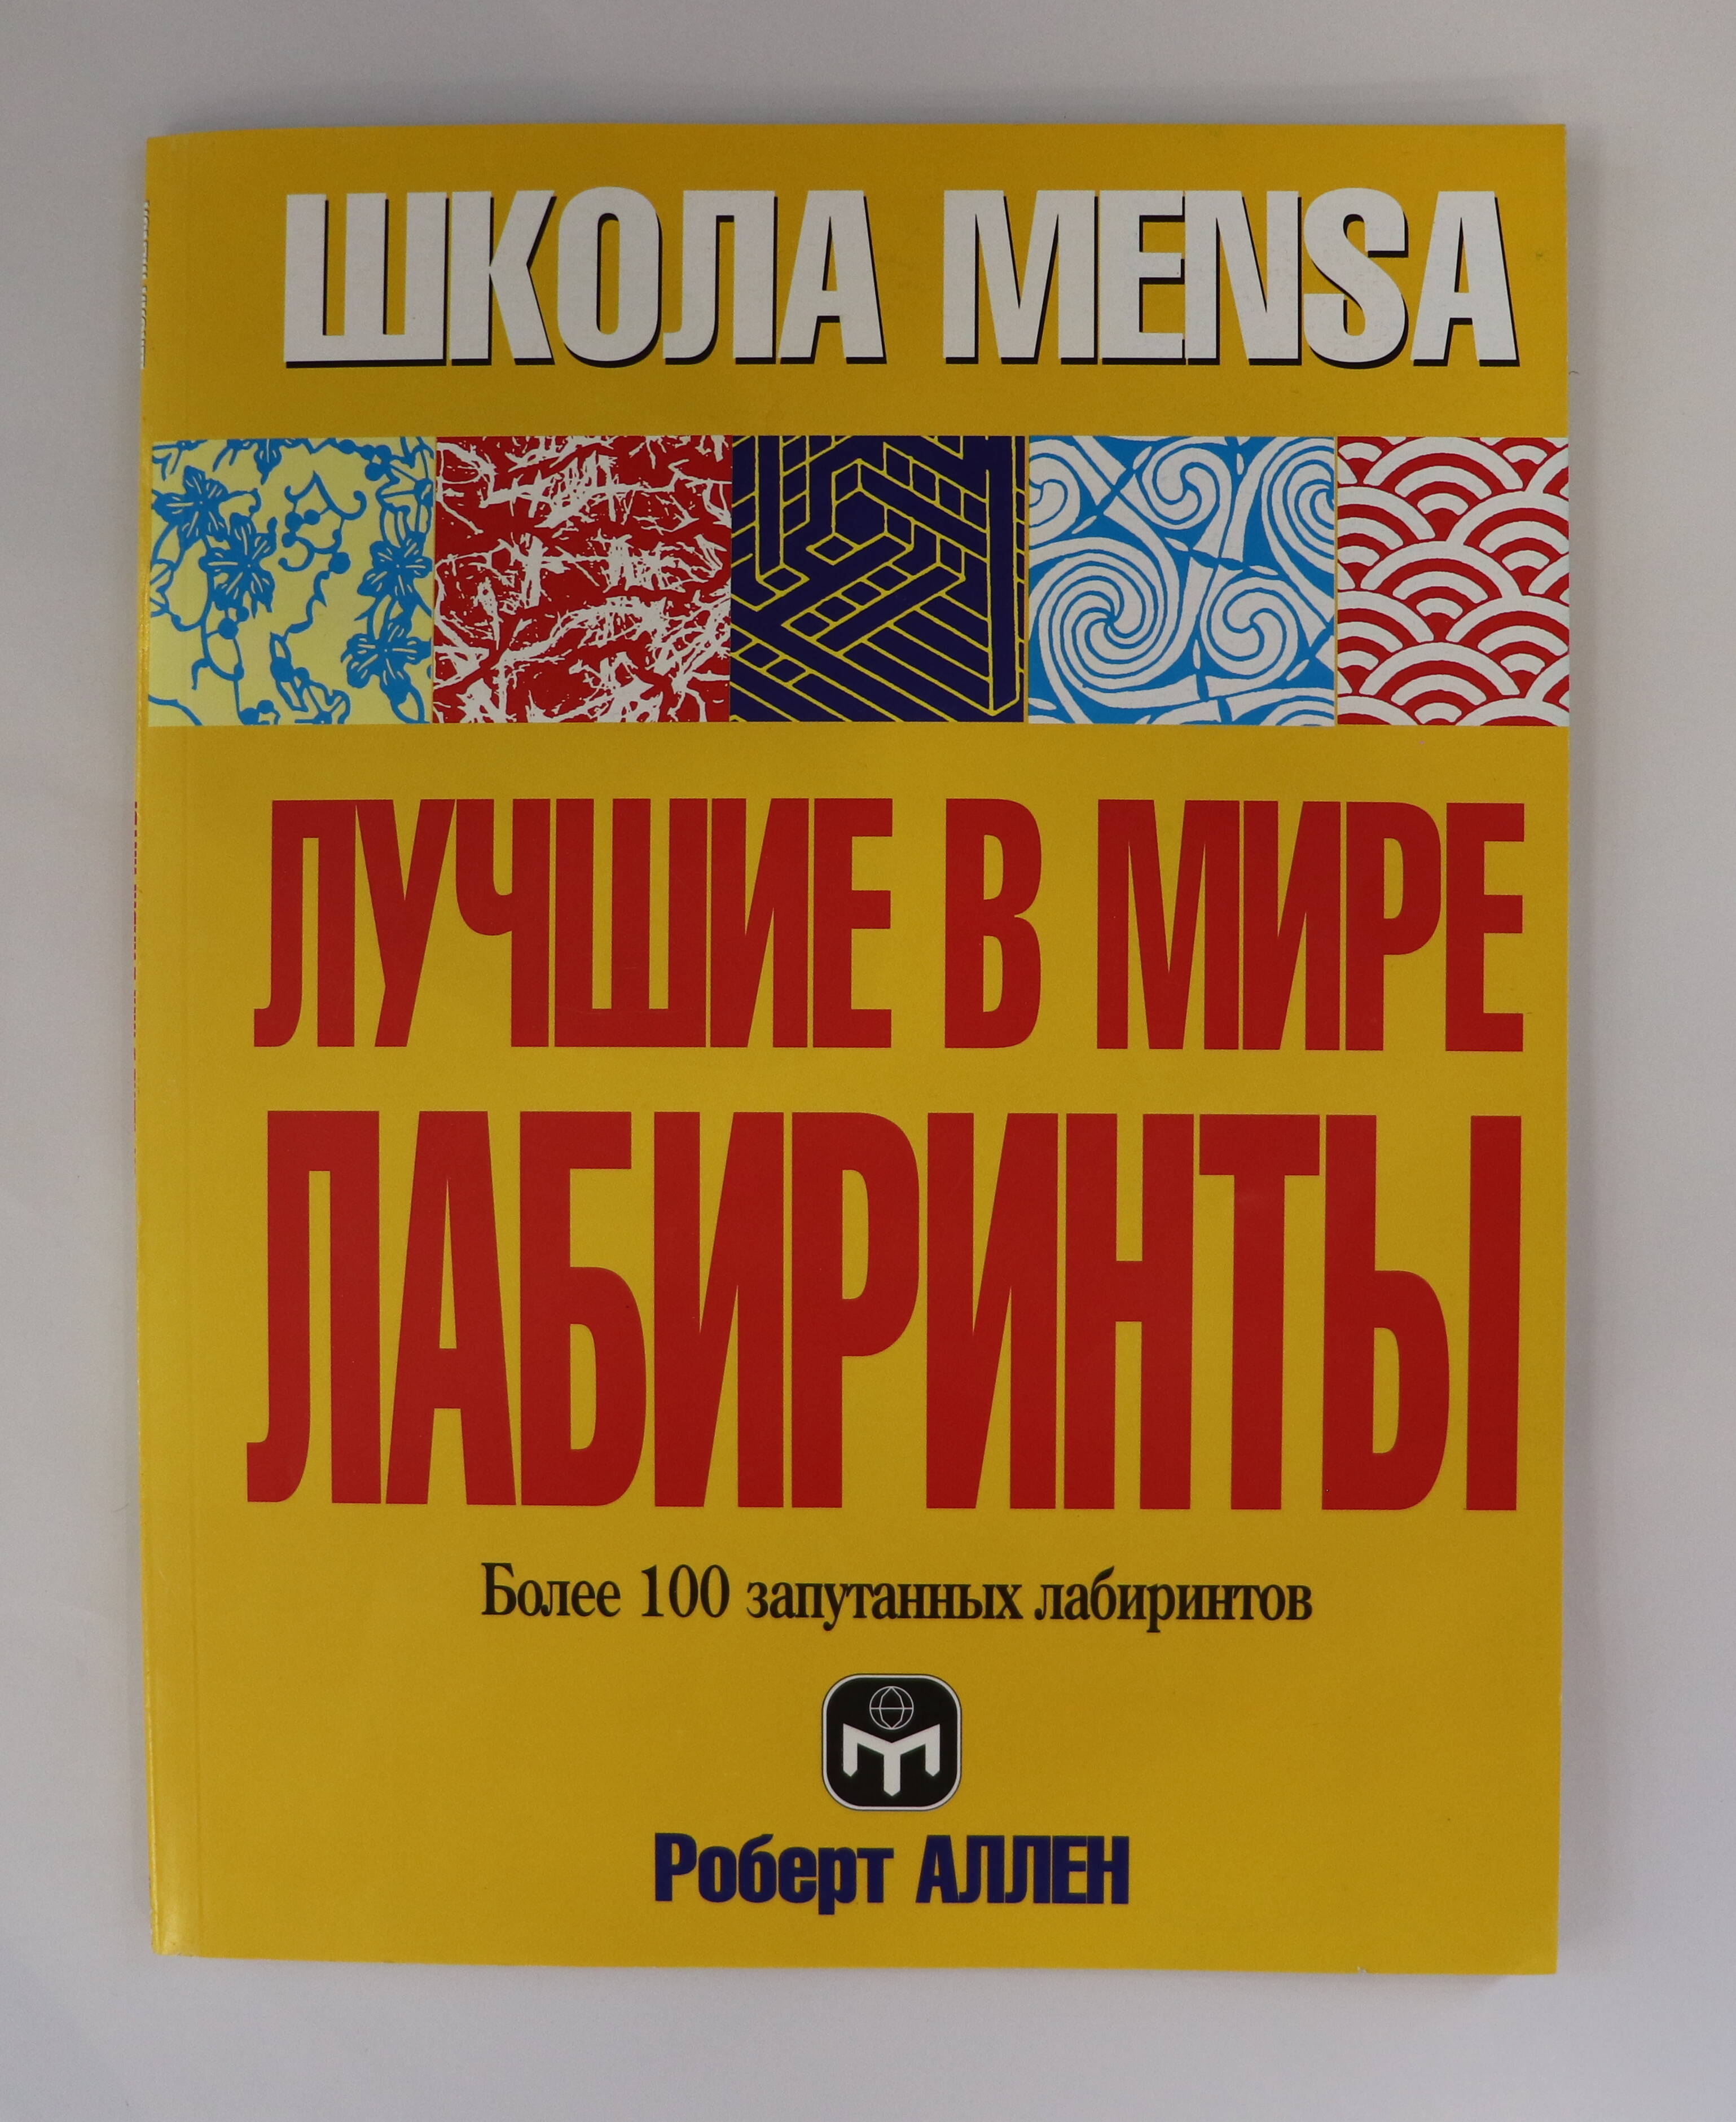 ШКОЛА MENSA
ЛУЧШИЕ В МИРЕ
ЛАБИРИНТЫ
Более 100 запутанных лабиринтов
Роберт АЛЛЕН